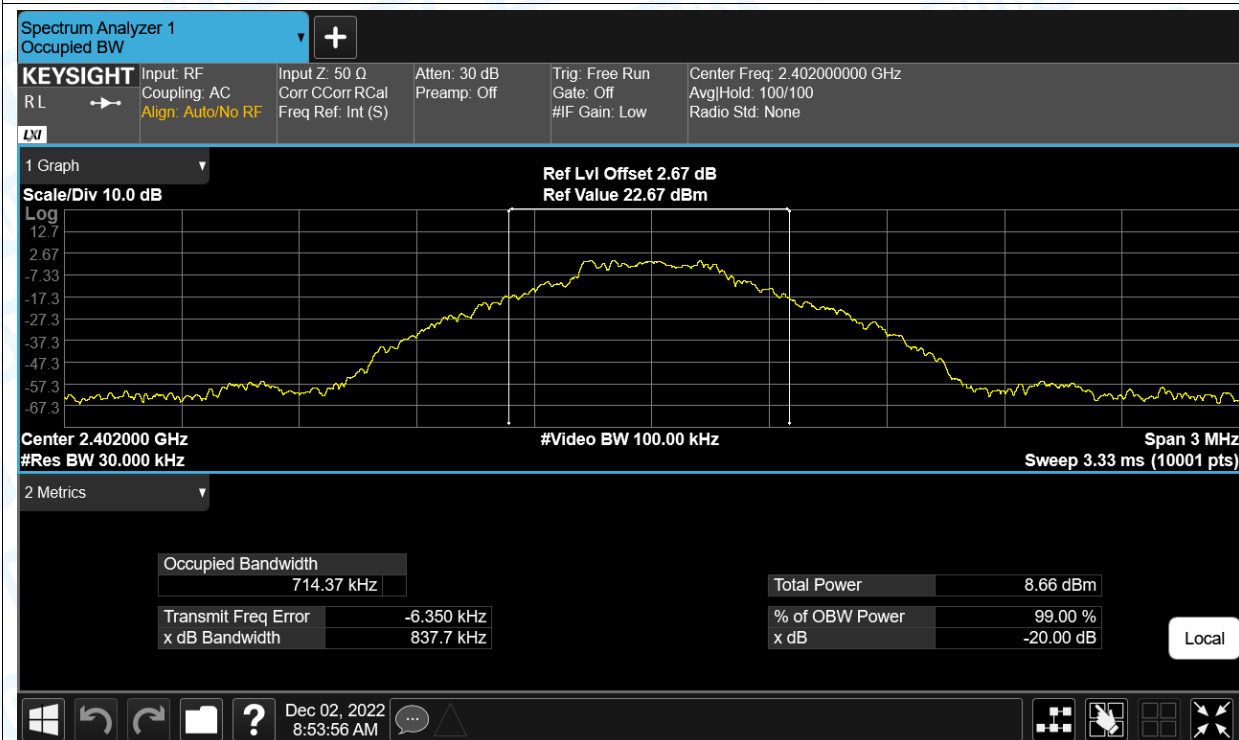 Spectrum Analyzer 1
Occupied BW
▼
+
KEYSIGHT
R L
LXI
Input: RF
Coupling: AC
Align: Auto/No RF
Input Z: 50 Ω
Corr CCorr RCal
Freq Ref: Int (S)
Atten: 30 dB
Preamp: Off
Trig: Free Run
Gate: Off
#IF Gain: Low
Center Freq: 2.402000000 GHz
Avg|Hold: 100/100
Radio Std: None
1 Graph ▼
Scale/Div 10.0 dB
Ref Lvl Offset 2.67 dB
Ref Value 22.67 dBm
Log
12.7
2.67
-7.33
-17.3
-27.3
-37.3
-47.3
-57.3
-67.3
Center 2.402000 GHz
#Res BW 30.000 kHz
#Video BW 100.00 kHz
Span 3 MHz
Sweep 3.33 ms (10001 pts)
2 Metrics ▼
Occupied Bandwidth
714.37 kHz
Transmit Freq Error -6.350 kHz
x dB Bandwidth 837.7 kHz
Total Power 8.66 dBm
% of OBW Power 99.00 %
x dB -20.00 dB
Local
?
Dec 02, 2022
8:53:56 AM